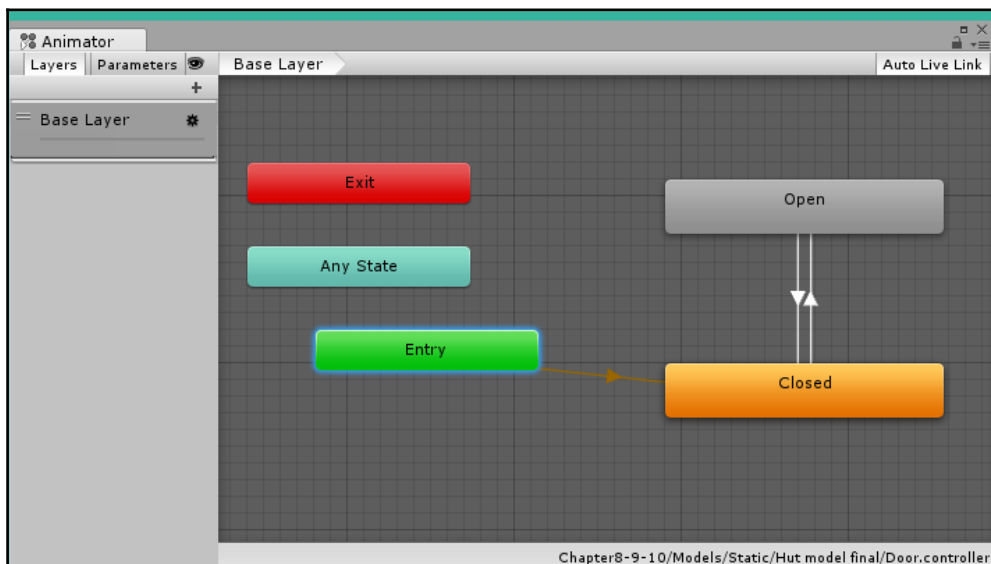 Animator
Layers Parameters
Base Layer
Auto Live Link
+
Base Layer
Exit
Open
Any State
Entry
Closed
Chapter8-9-10/Models/Static/Hut model final/Door.controller